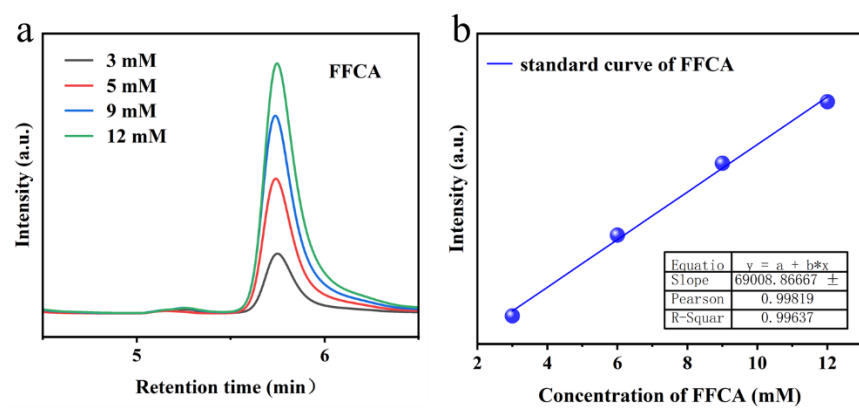 a
3 mM
5 mM
9 mM
12 mM
FFCA
Intensity (a.u.)
5
6
Retention time (min）
b
standard curve of FFCA
Intensity (a.u.)
Equatio y = a + b*x
Slope 69008.86667 ±
Pearson 0.99819
R-Squar 0.99637
2 4 6 8 10 12
Concentration of FFCA (mM)